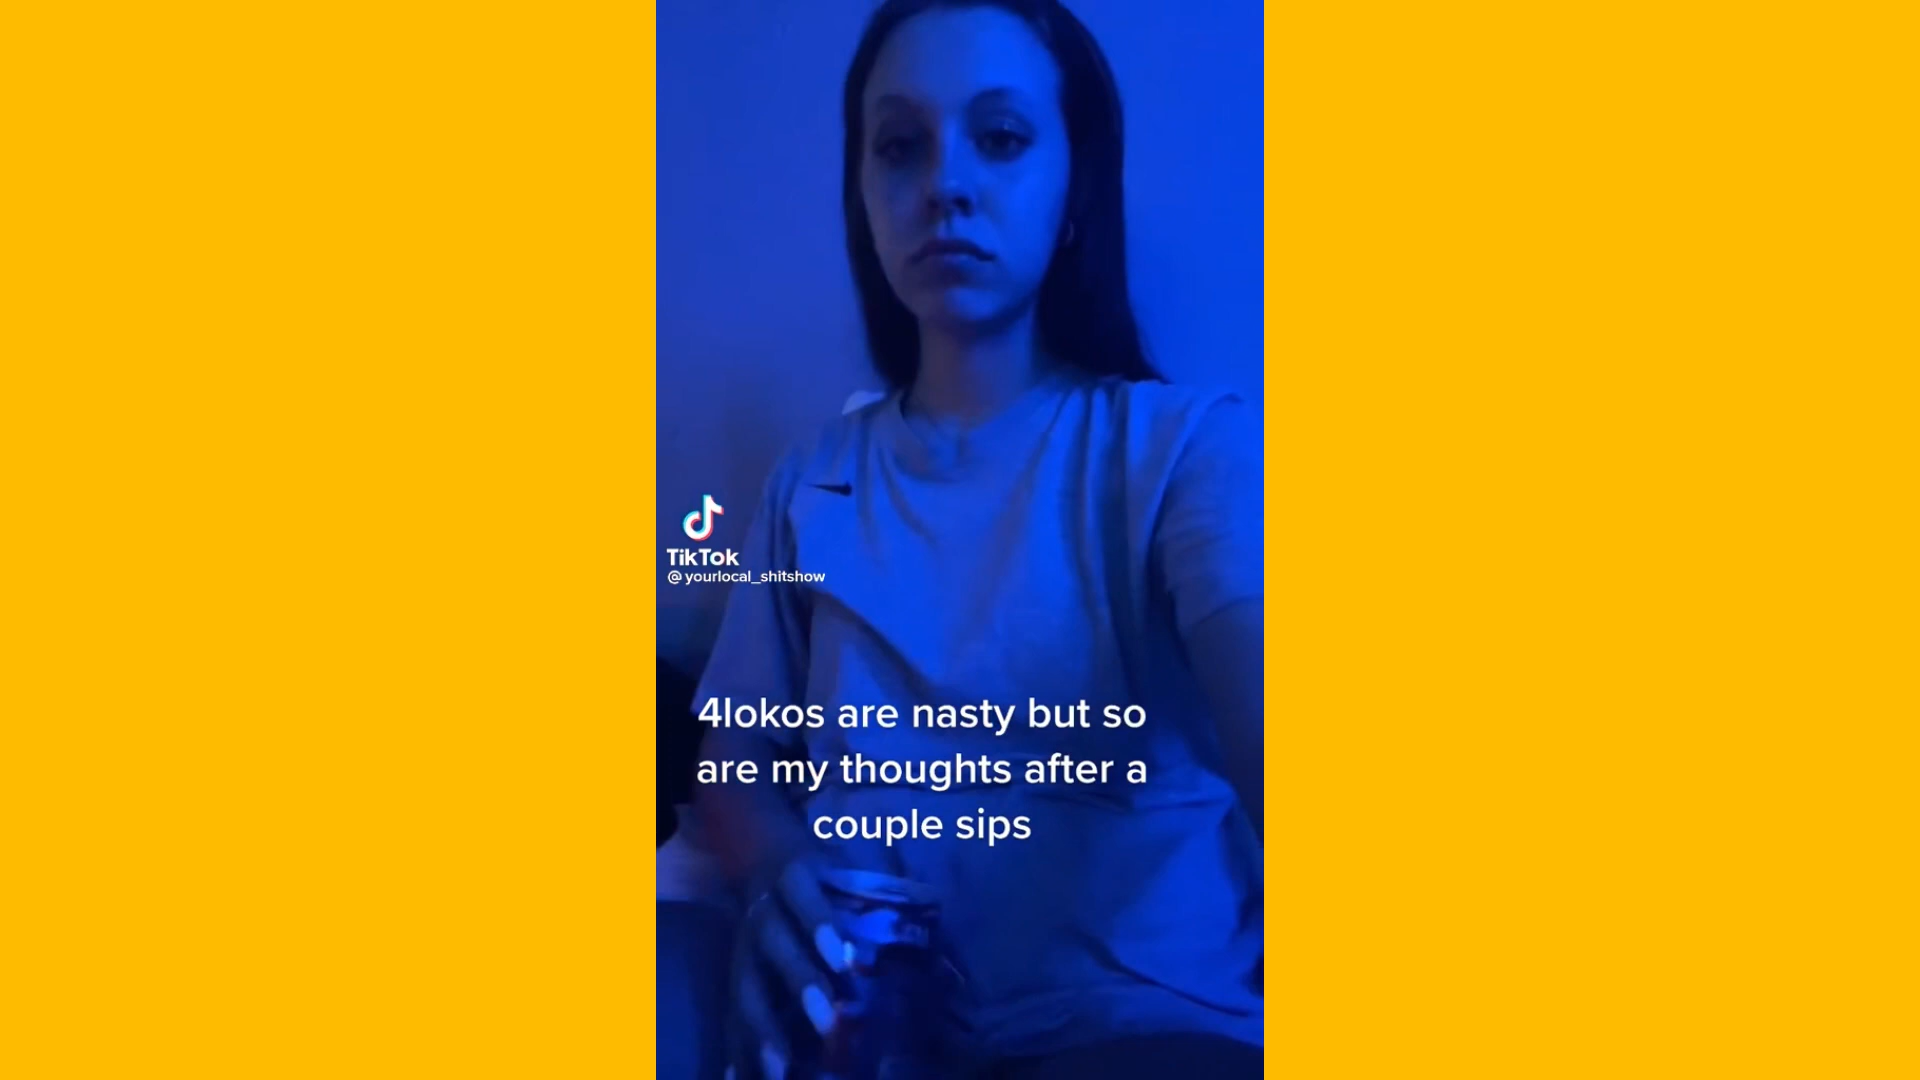 TikTok
@yourlocal_shitshow
4lokos are nasty but so
are my thoughts after a
couple sips